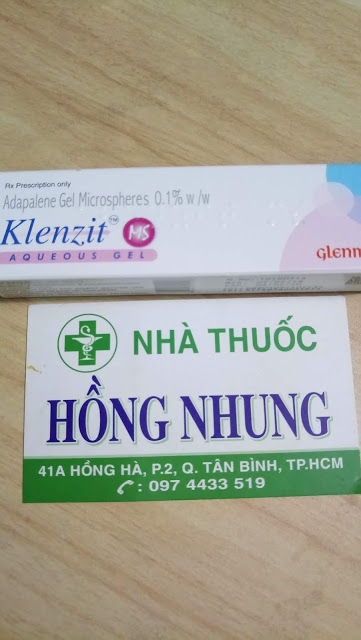 Rx Prescription only
Adapalene Gel Microspheres 0.1% w/w
Klenzit™ MS
AQUEOUS GEL
glenm
NHÀ THUỐC
HỒNG NHUNG
41A HỒNG HÀ, P.2, Q. TÂN BÌNH, TP.HCM
: 097 4433 519